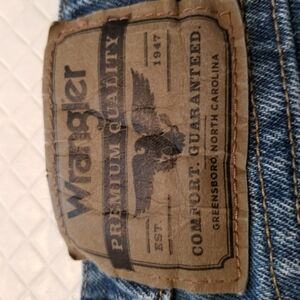 Wrangler
PREMIUM QUALITY
EST. 1947
COMFORT. GUARANTEED.
GREENSBORO, NORTH CAROLINA